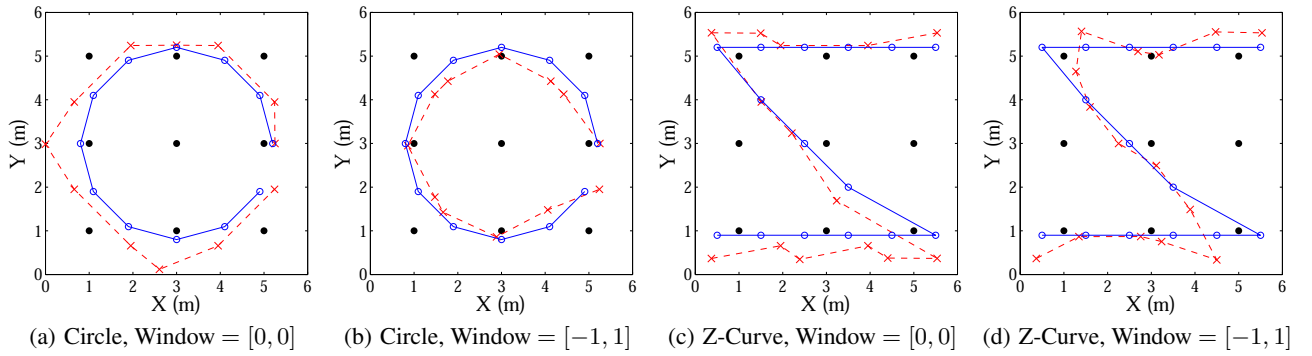 6
5
4
3
2
1
0
Y (m)
0 1 2 3 4 5 6
X (m)
(a) Circle, Window = [0, 0]
6
5
4
3
2
1
0
Y (m)
0 1 2 3 4 5 6
X (m)
(b) Circle, Window = [−1, 1]
6
5
4
3
2
1
0
Y (m)
0 1 2 3 4 5 6
X (m)
(c) Z-Curve, Window = [0, 0]
6
5
4
3
2
1
0
Y (m)
0 1 2 3 4 5 6
X (m)
(d) Z-Curve, Window = [−1, 1]